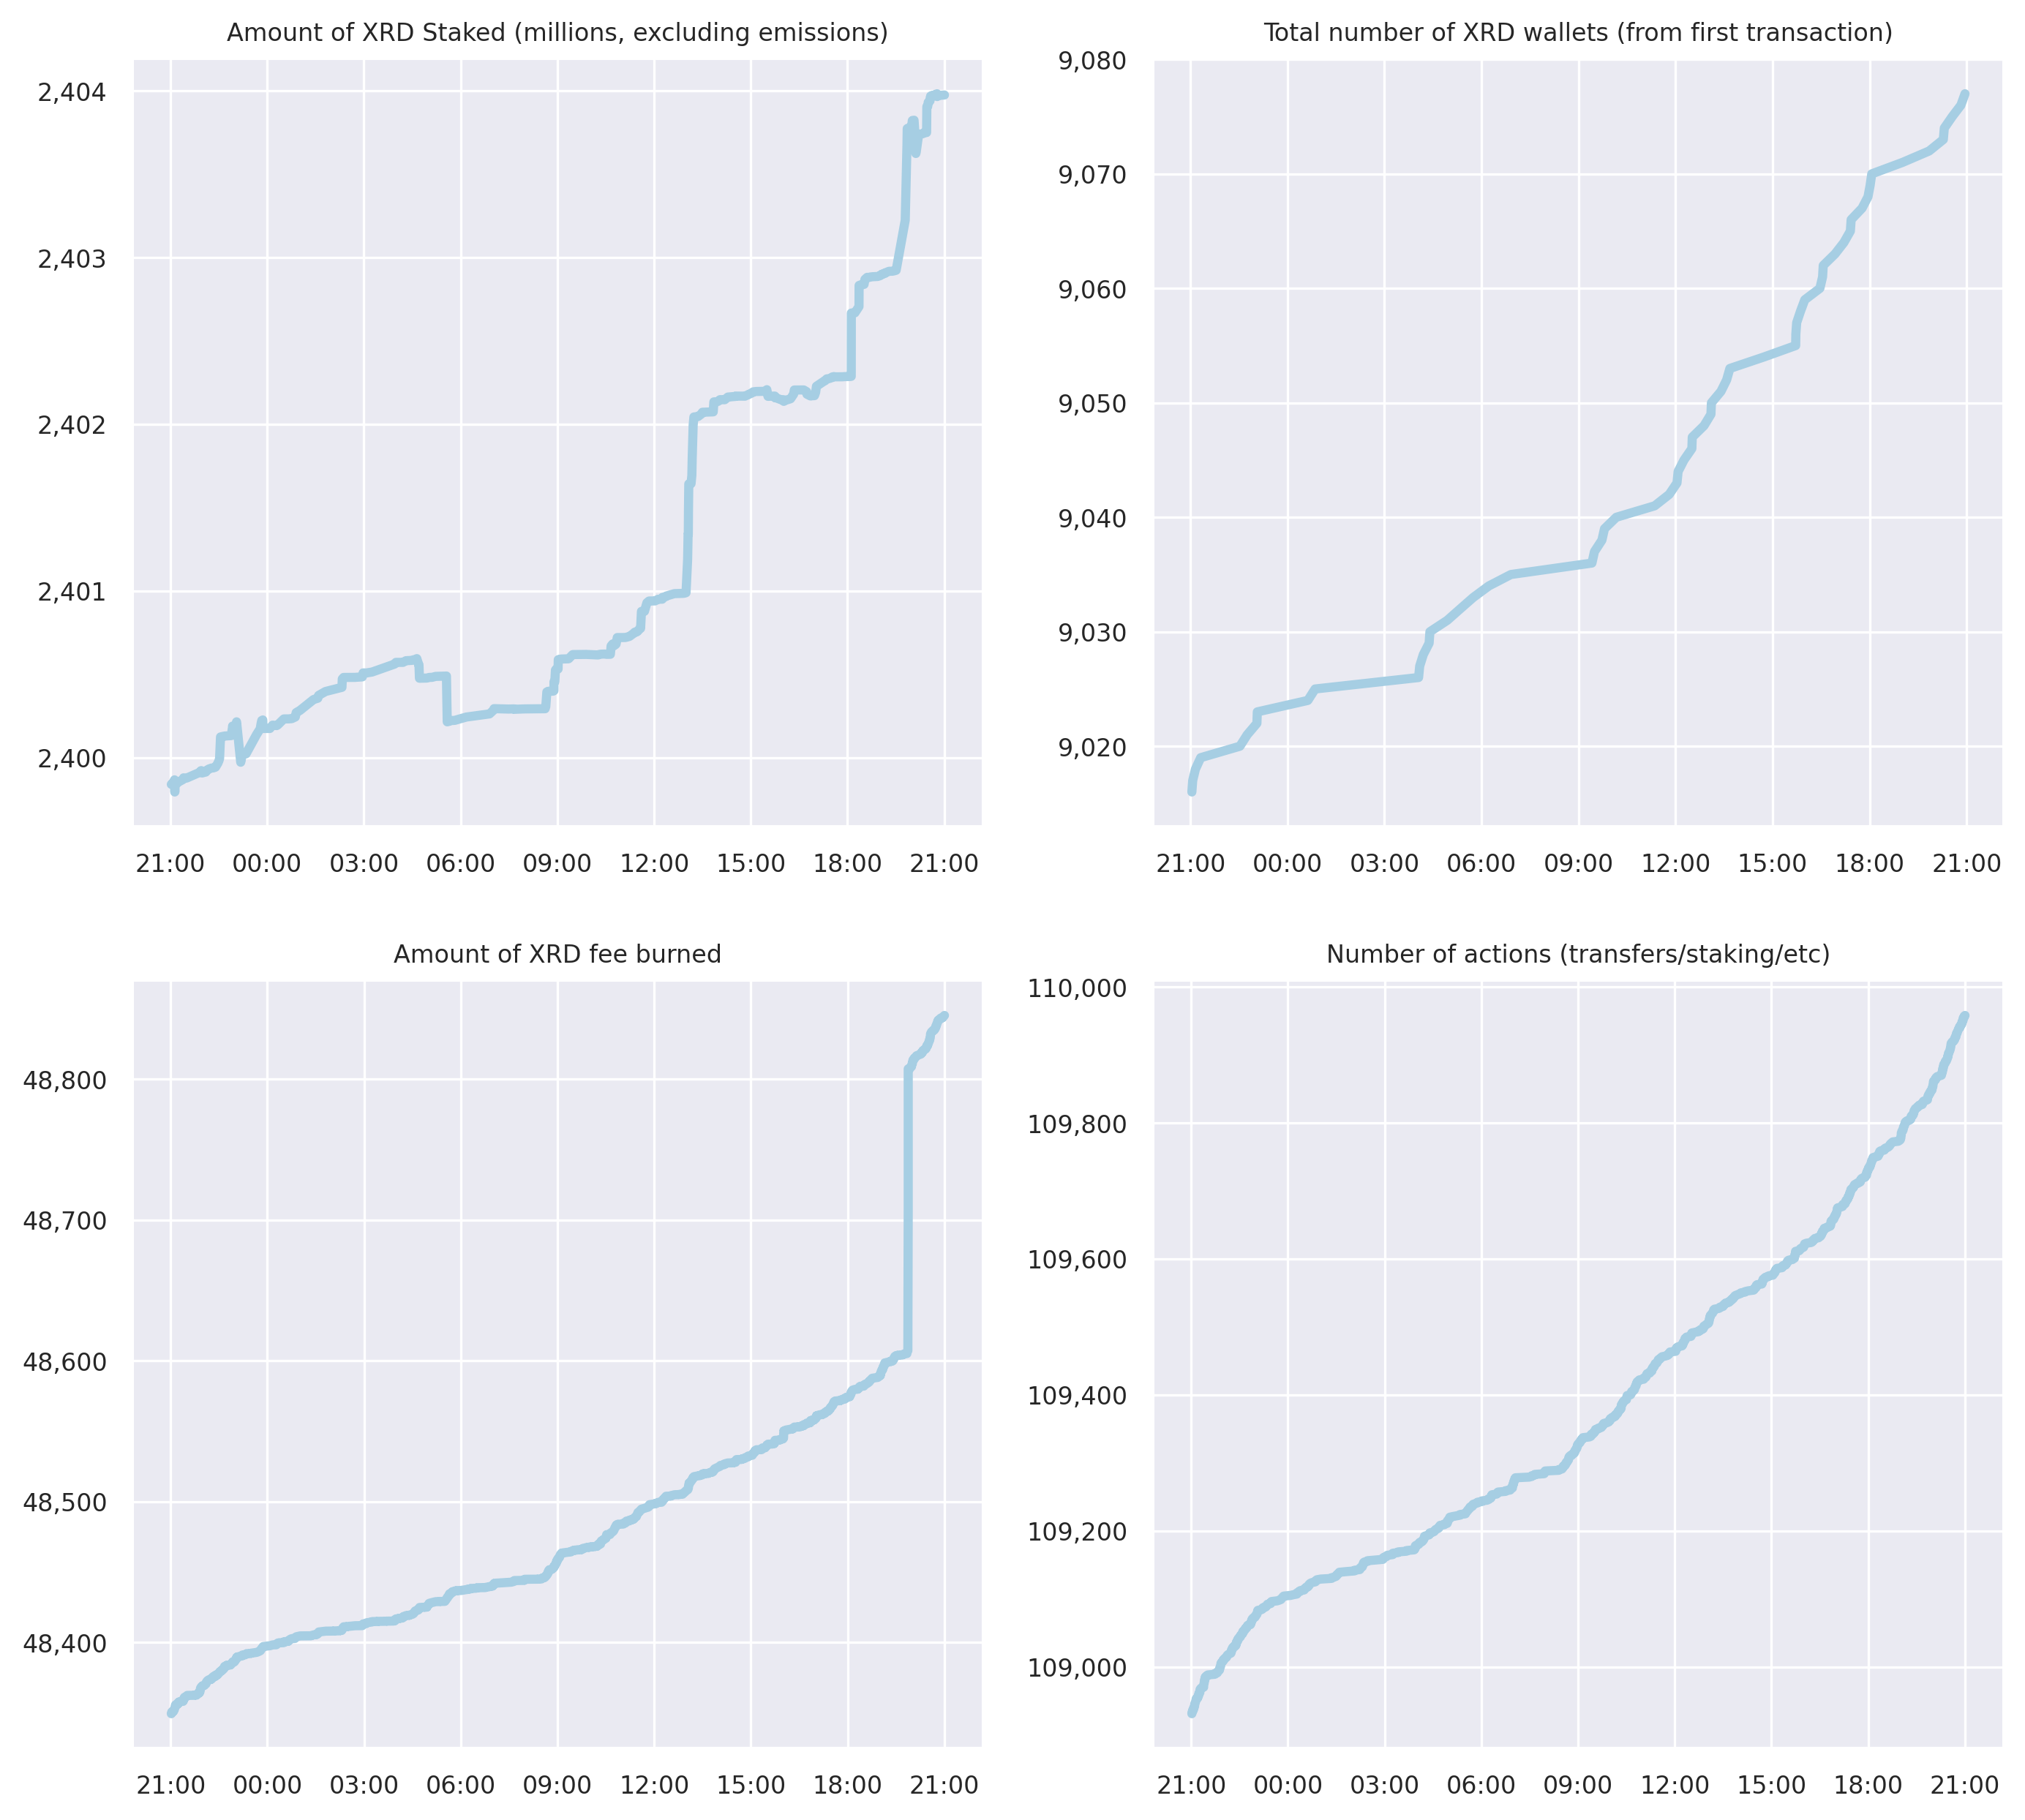 Amount of XRD Staked (millions, excluding emissions)
2,404
2,403
2,402
2,401
2,400
21:00 00:00 03:00 06:00 09:00 12:00 15:00 18:00 21:00
Total number of XRD wallets (from first transaction)
9,080
9,070
9,060
9,050
9,040
9,030
9,020
21:00 00:00 03:00 06:00 09:00 12:00 15:00 18:00 21:00
Amount of XRD fee burned
48,800
48,700
48,600
48,500
48,400
21:00 00:00 03:00 06:00 09:00 12:00 15:00 18:00 21:00
Number of actions (transfers/staking/etc)
110,000
109,800
109,600
109,400
109,200
109,000
21:00 00:00 03:00 06:00 09:00 12:00 15:00 18:00 21:00